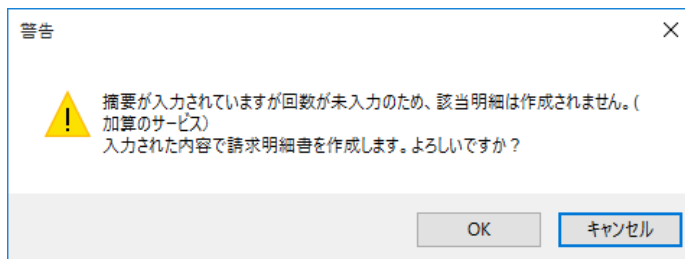 警告
摘要が入力されていますが回数が未入力のため、該当明細は作成されません。(
加算のサービス)
入力された内容で請求明細書を作成します。よろしいですか？
OK
キャンセル